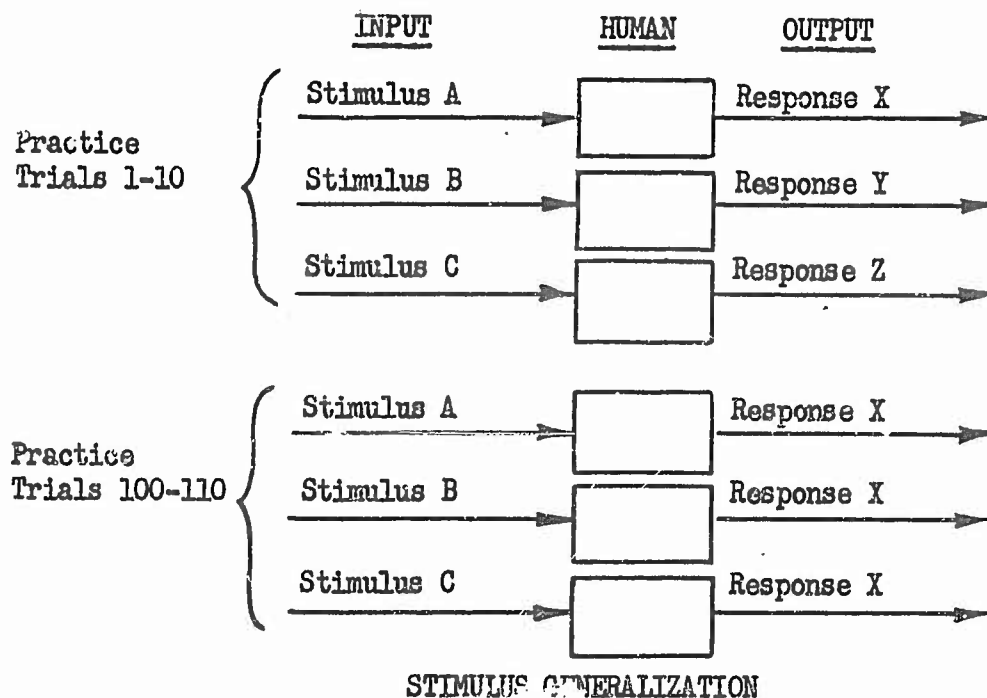 INPUT HUMAN OUTPUT
Stimulus A Response X
Practice
Trials 1-10
Stimulus B Response Y
Stimulus C Response Z
Stimulus A Response X
Practice
Trials 100-110
Stimulus B Response X
Stimulus C Response X
STIMULUS GENERALIZATION